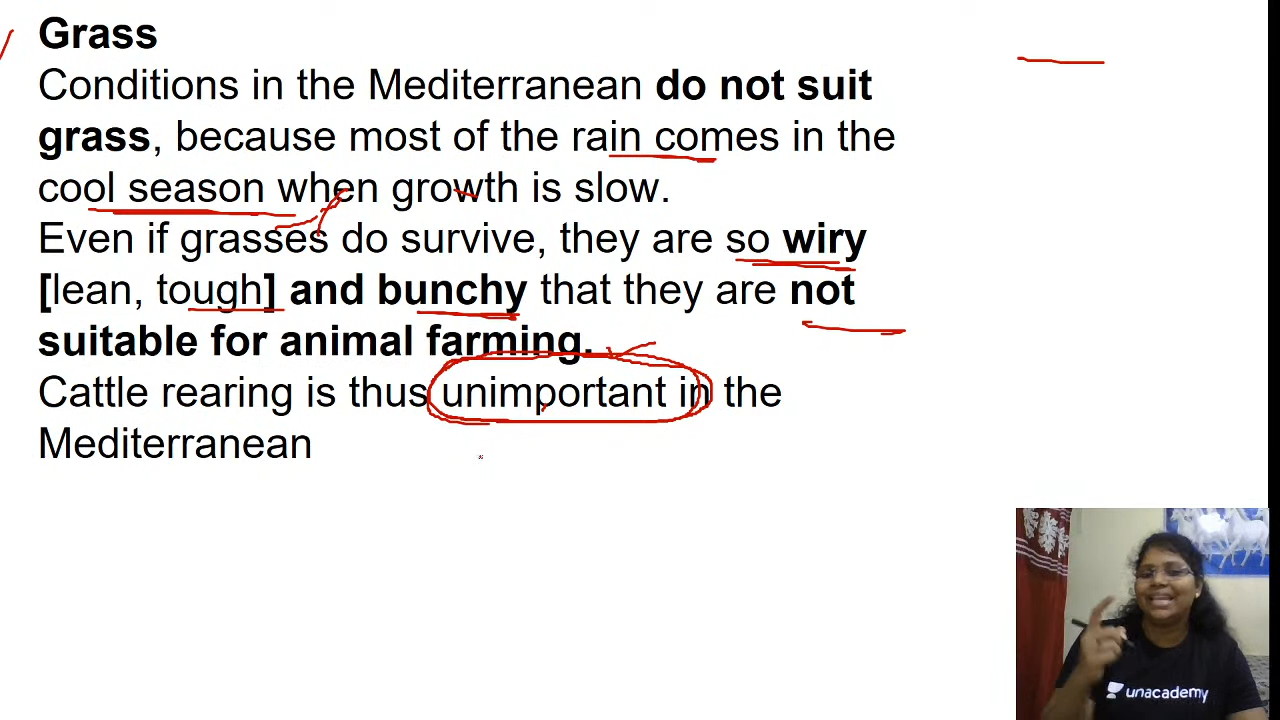 Grass
Conditions in the Mediterranean do not suit
grass, because most of the rain comes in the
cool season when growth is slow.
Even if grasses do survive, they are so wiry
[lean, tough] and bunchy that they are not
suitable for animal farming.
Cattle rearing is thus unimportant in the
Mediterranean
unacademy